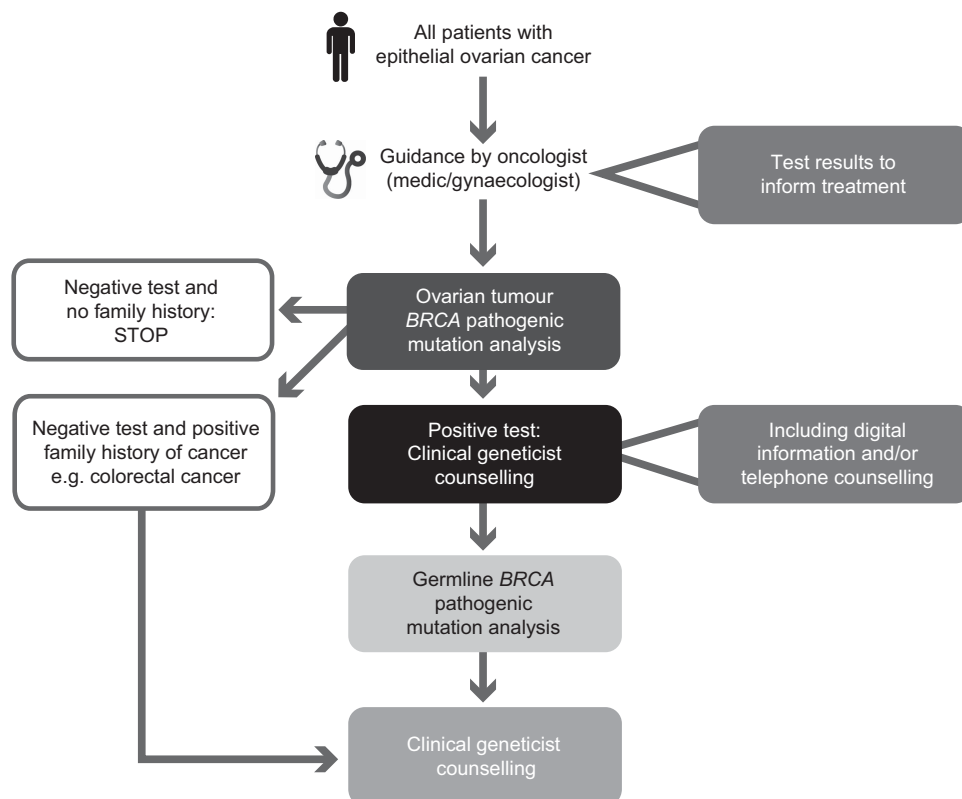 All patients with
epithelial ovarian cancer
Guidance by oncologist
(medic/gynaecologist)
Test results to
inform treatment
Ovarian tumour
BRCA pathogenic
mutation analysis
Negative test and
no family history:
STOP
Negative test and positive
family history of cancer
e.g. colorectal cancer
Positive test:
Clinical geneticist
counselling
Including digital
information and/or
telephone counselling
Germline BRCA
pathogenic
mutation analysis
Clinical geneticist
counselling